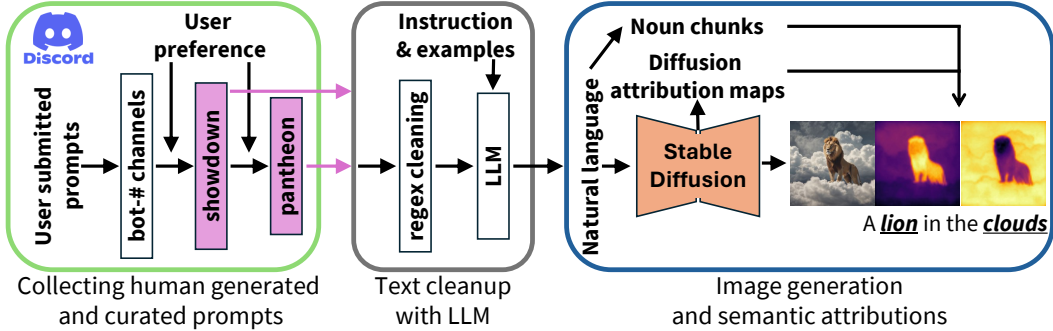 Discord
User
preference
User submitted
prompts
bot-# channels
showdown
pantheon
Collecting human generated
and curated prompts
Instruction
& examples
regex cleaning
LLM
Text cleanup
with LLM
Natural language
Noun chunks
Diffusion
attribution maps
Stable
Diffusion
A lion in the clouds
Image generation
and semantic attributions